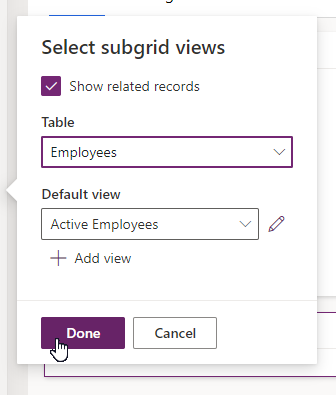 Select subgrid views
Show related records
Table
Employees
Default view
Active Employees
Add view
Done
Cancel